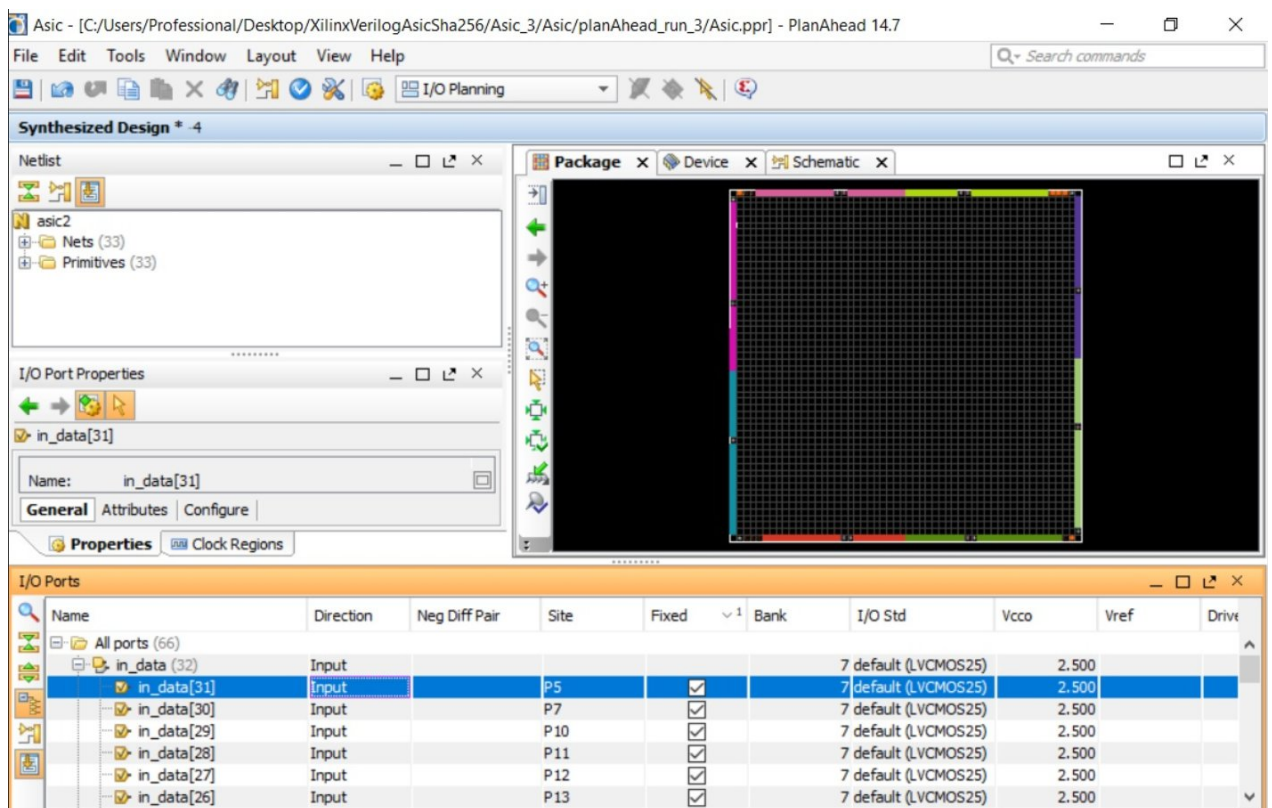 Asic - [C:/Users/Professional/Desktop/XilinxVerilogAsicSha256/Asic_3/Asic/planAhead_run_3/Asic.ppr] - PlanAhead 14.7
File Edit Tools Window Layout View Help
Search commands
I/O Planning
Synthesized Design * -4
Netlist
asic2
Nets (33)
Primitives (33)
I/O Port Properties
in_data[31]
Name: in_data[31]
General Attributes Configure
Properties Clock Regions
Package Device Schematic
I/O Ports
Name Direction Neg Diff Pair Site Fixed 1 Bank I/O Std Vcco Vref Drive
All ports (66)
in_data (32) Input 7 default (LVCMOS25) 2.500
in_data[31] Input P5 7 default (LVCMOS25) 2.500
in_data[30] Input P7 7 default (LVCMOS25) 2.500
in_data[29] Input P10 7 default (LVCMOS25) 2.500
in_data[28] Input P11 7 default (LVCMOS25) 2.500
in_data[27] Input P12 7 default (LVCMOS25) 2.500
in_data[26] Input P13 7 default (LVCMOS25) 2.500